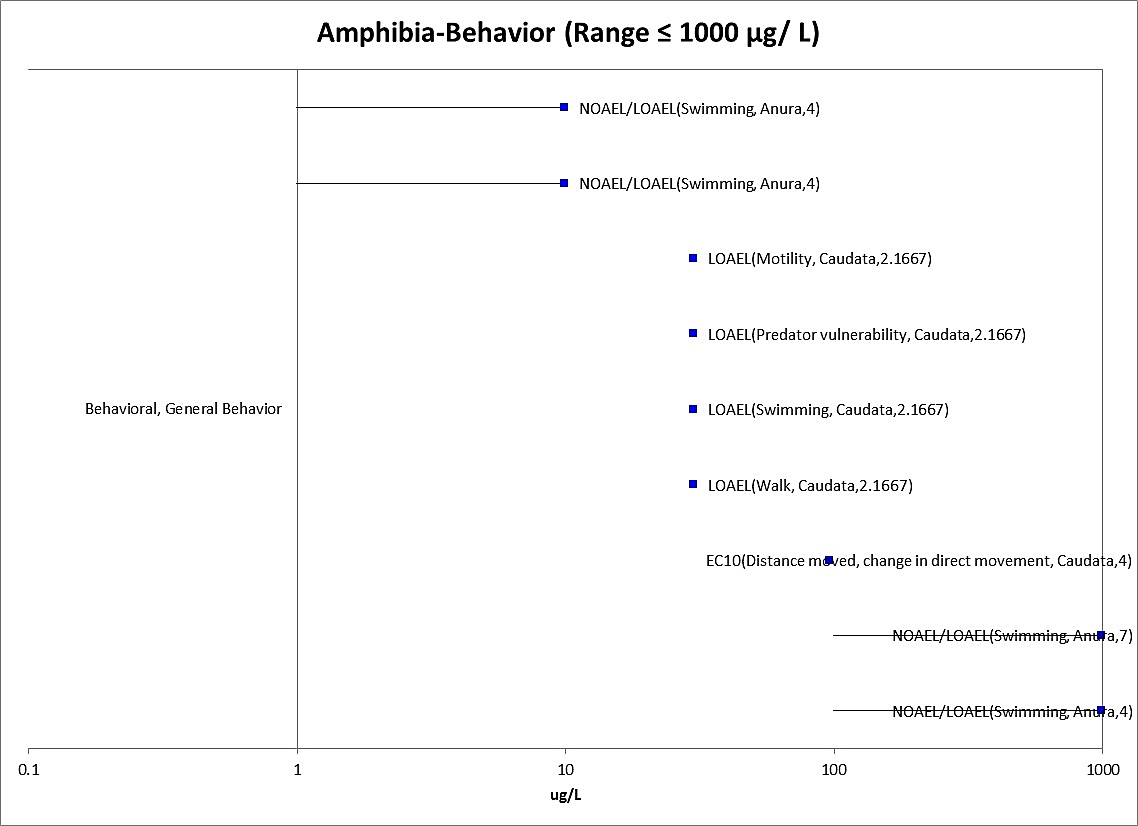 Amphibia-Behavior (Range ≤ 1000 µg/ L)
NOAEL/LOAEL(Swimming, Anura,4)
NOAEL/LOAEL(Swimming, Anura,4)
LOAEL(Motility, Caudata,2.1667)
LOAEL(Predator vulnerability, Caudata,2.1667)
Behavioral, General Behavior
LOAEL(Swimming, Caudata,2.1667)
LOAEL(Walk, Caudata,2.1667)
EC10(Distance moved, change in direct movement, Caudata,4)
NOAEL/LOAEL(Swimming, Anura,7)
NOAEL/LOAEL(Swimming, Anura,4)
0.1 1 10 100 1000
ug/L